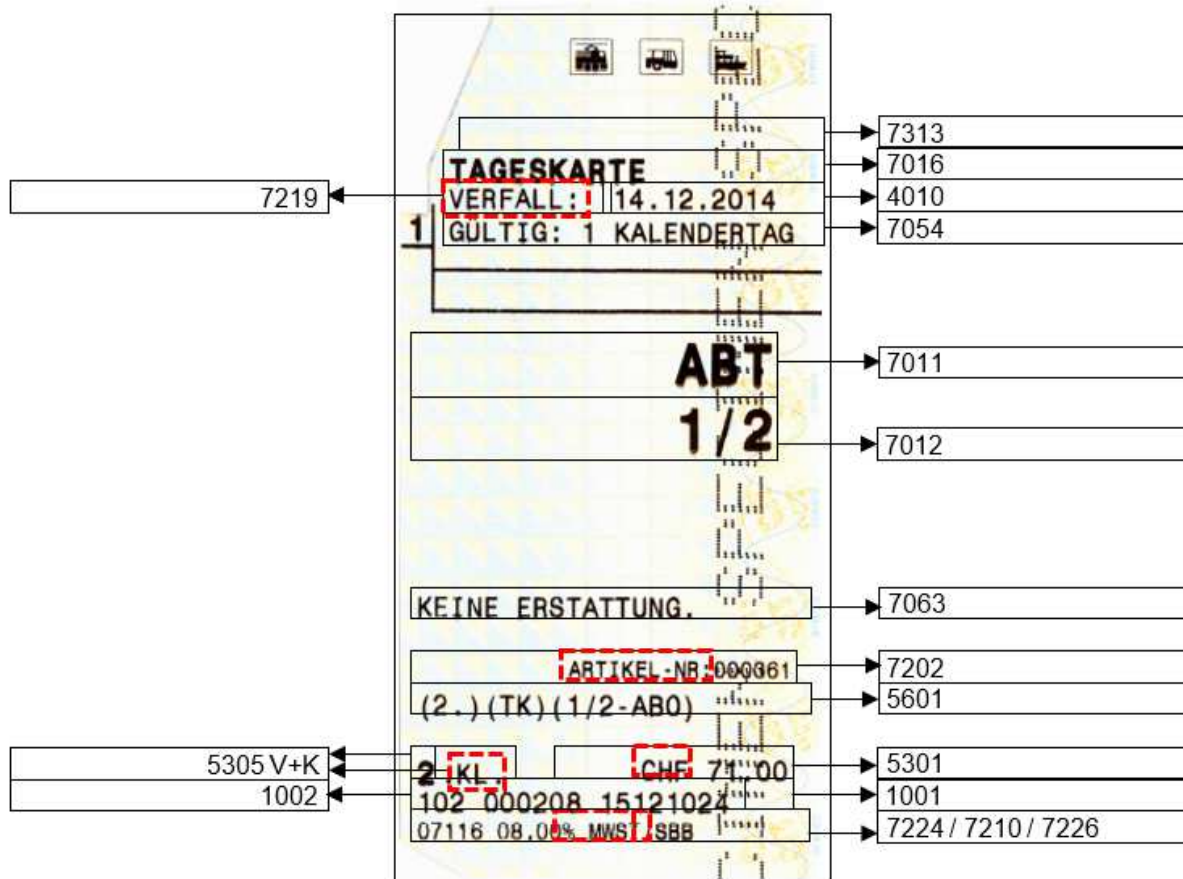 7313
TAGESKARTE 7016
7219 VERFALL: 14.12.2014 4010
1 GÜLTIG: 1 KALENDERTAG 7054
ABT 7011
1/2 7012
KEINE ERSTATTUNG. 7063
ARTIKEL-NR:000361 7202
(2.)(TK)(1/2-ABO) 5601
5305 V+K 2 KL. CHF 71.00 5301
1002 102 000208 15121024 1001
07116 08.00% MWST/SBB 7224 / 7210 / 7226